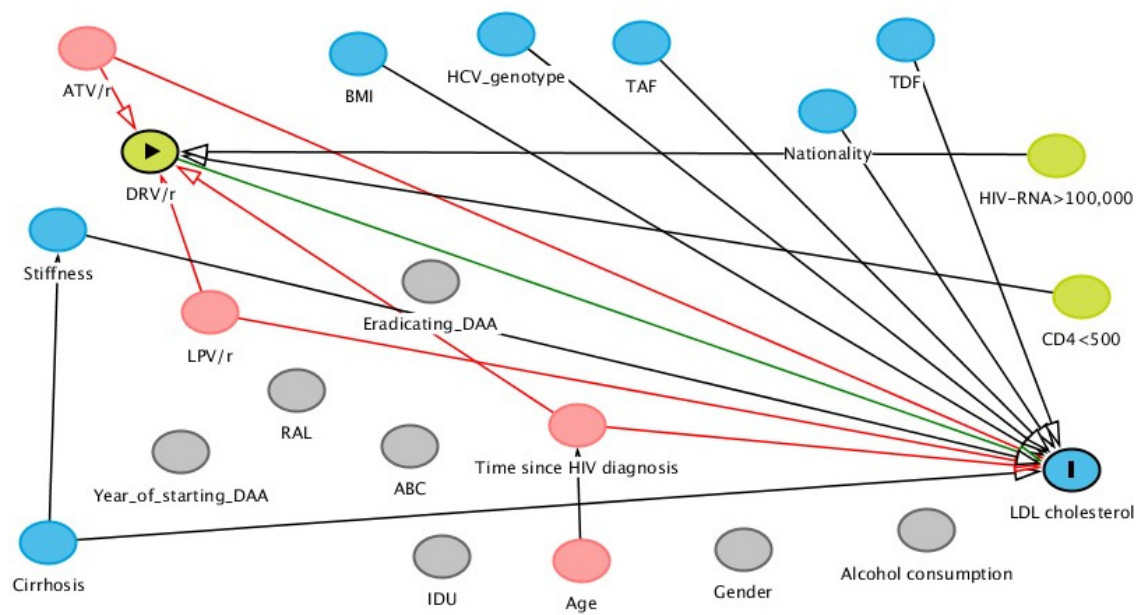 ATV/r
BMI
HCV_genotype
TAF
TDF
DRV/r
Nationality
HIV-RNA>100,000
Stiffness
Eradicating_DAA
LPV/r
CD4<500
RAL
Time since HIV diagnosis
Year_of_starting_DAA
ABC
LDL cholesterol
Cirrhosis
IDU
Age
Gender
Alcohol consumption